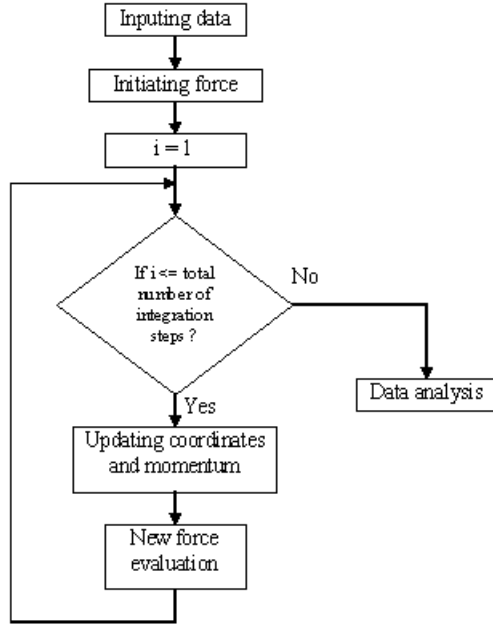 Inputing data
Initiating force
i = 1
If i <= total
number of
integration
steps ?
No
Data analysis
Yes
Updating coordinates
and momentum
New force
evaluation